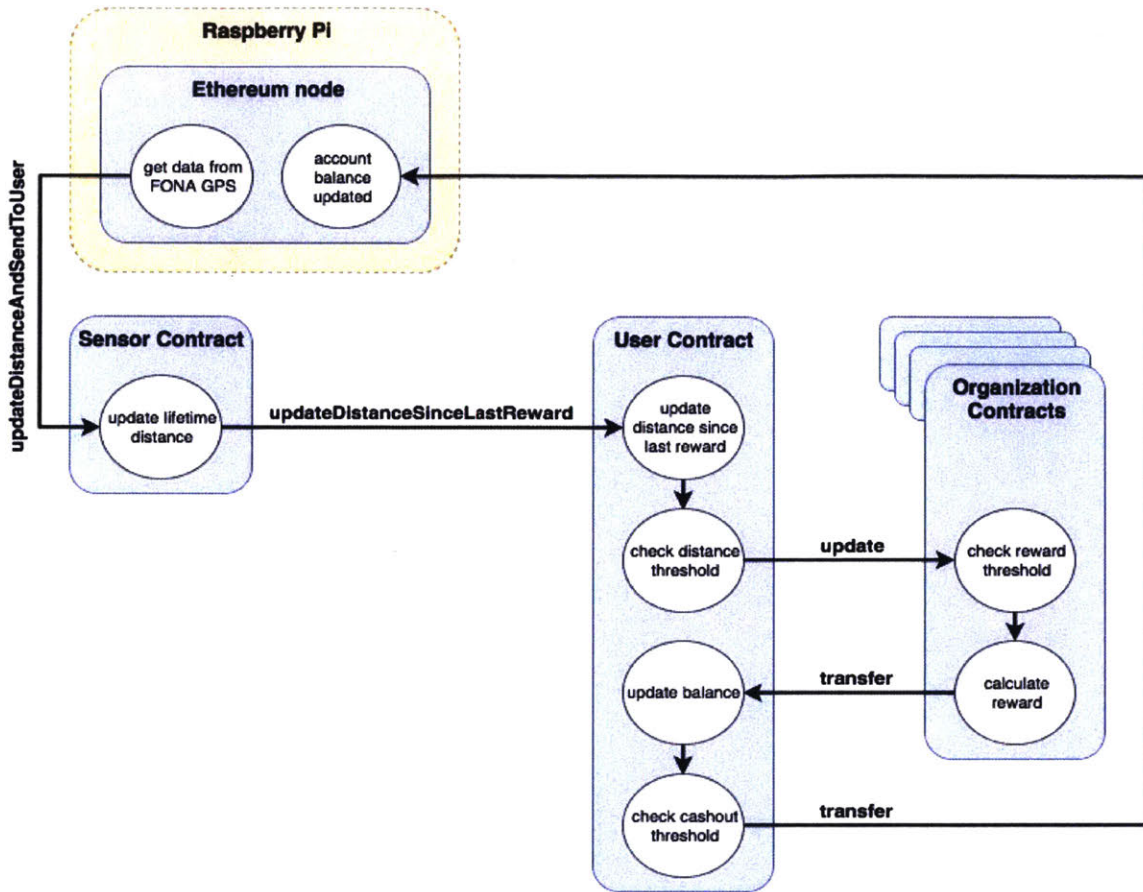 Raspberry Pi
Ethereum node
get data from
FONA GPS
account
balance
updated
updateDistanceAndSendToUser
Sensor Contract
update lifetime
distance
updateDistanceSinceLastReward
User Contract
update
distance since
last reward
check distance
threshold
update
Organization
Contracts
check reward
threshold
calculate
reward
transfer
update balance
check cashout
threshold
transfer